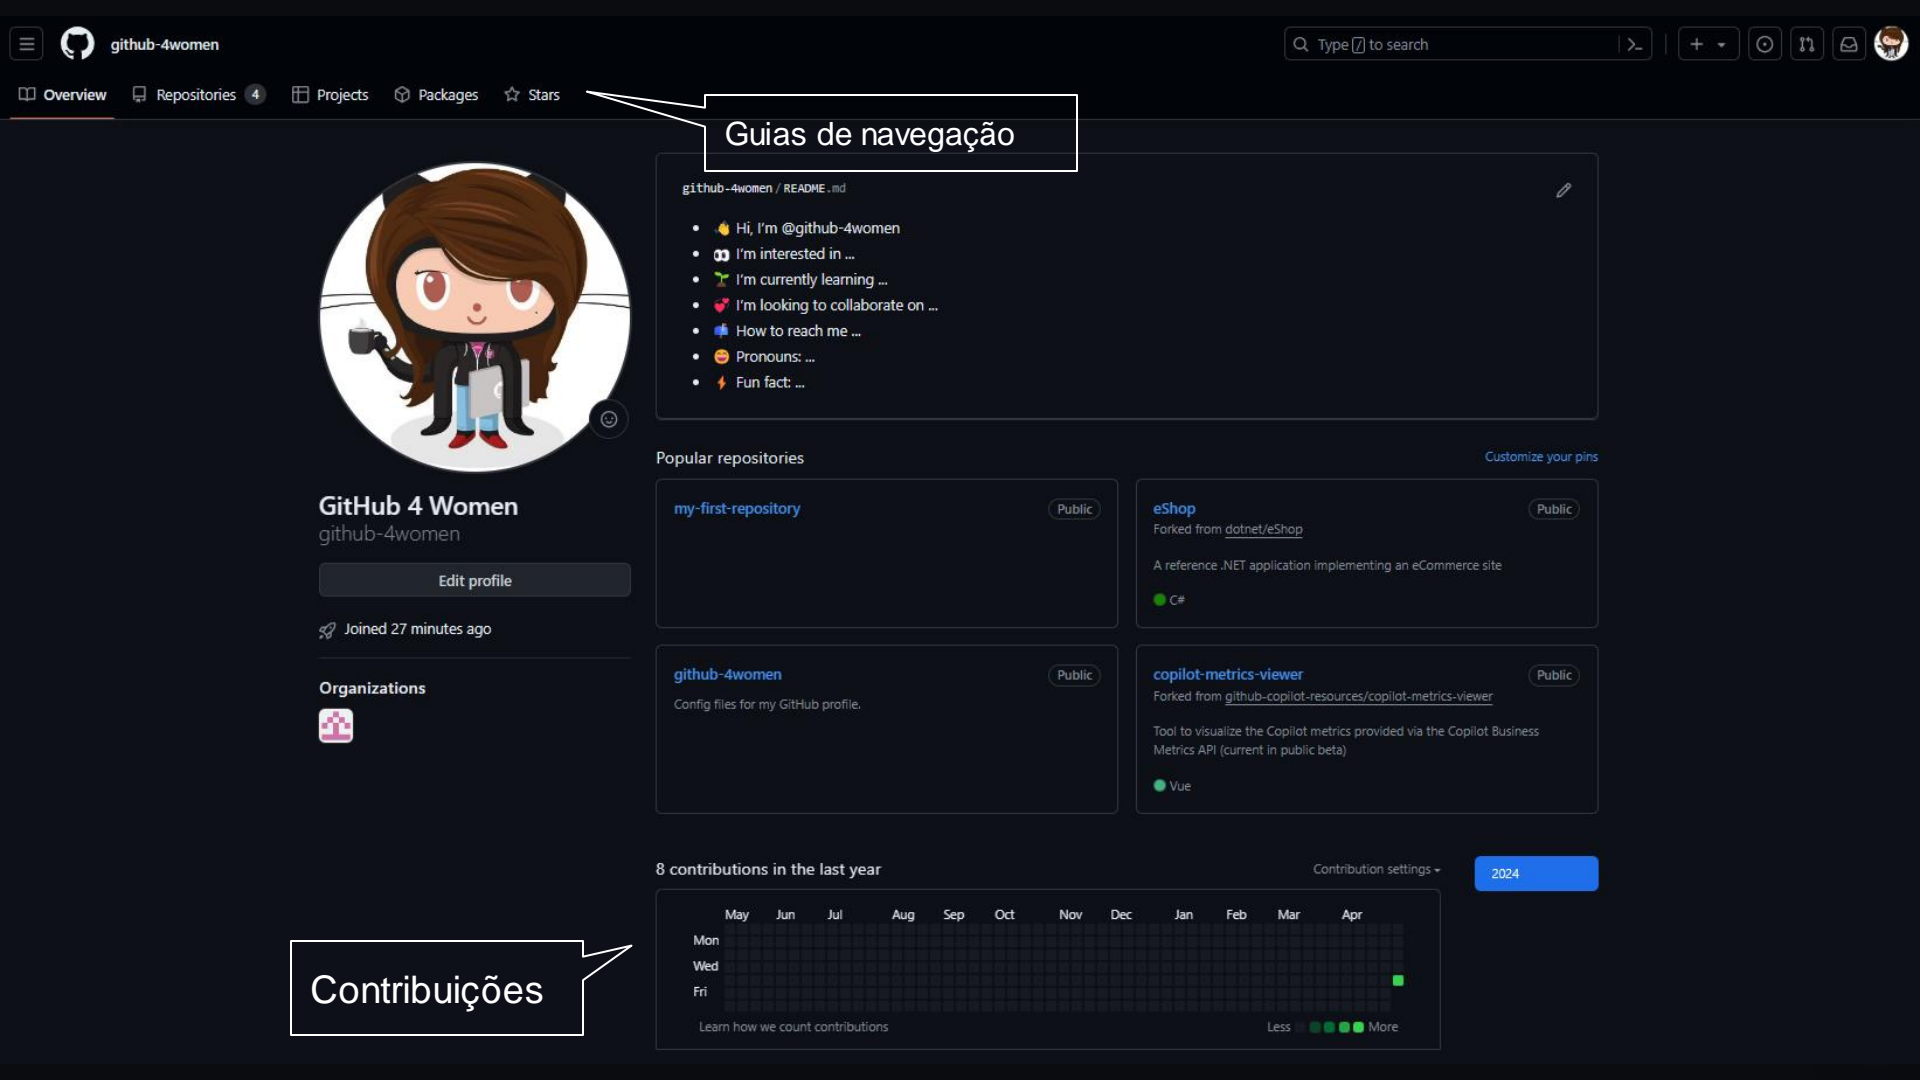 github-4women
Type / to search
Overview
Repositories 4
Projects
Packages
Stars
Guias de navegação
github-4women / README.md
Hi, I'm @github-4women
I'm interested in ...
I'm currently learning ...
I'm looking to collaborate on ...
How to reach me ...
Pronouns: ...
Fun fact: ...
GitHub 4 Women
github-4women
Edit profile
Joined 27 minutes ago
Organizations
Popular repositories
Customize your pins
my-first-repository
Public
eShop
Public
Forked from dotnet/eShop
A reference .NET application implementing an eCommerce site
C#
github-4women
Public
Config files for my GitHub profile.
copilot-metrics-viewer
Public
Forked from github-copilot-resources/copilot-metrics-viewer
Tool to visualize the Copilot metrics provided via the Copilot Business
Metrics API (current in public beta)
Vue
8 contributions in the last year
Contribution settings
2024
May Jun Jul Aug Sep Oct Nov Dec Jan Feb Mar Apr
Mon
Wed
Fri
Learn how we count contributions
Less
More
Contribuições